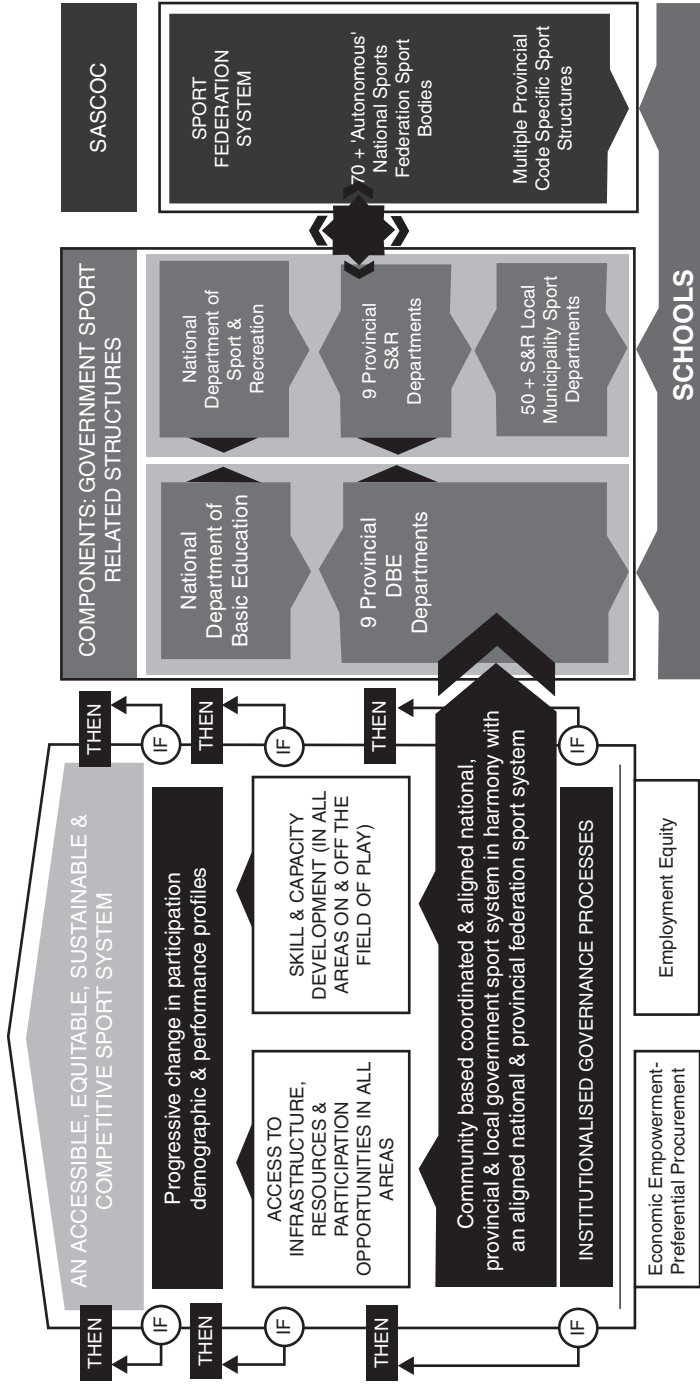 THEN
IF
THEN
IF
THEN
IF
AN ACCESSIBLE, EQUITABLE, SUSTAINABLE &
COMPETITIVE SPORT SYSTEM
Progressive change in participation
demographic & performance profiles
ACCESS TO
INFRASTRUCTURE,
RESOURCES &
PARTICIPATION
OPPORTUNITIES IN ALL
AREAS
SKILL & CAPACITY
DEVELOPMENT (IN ALL
AREAS ON & OFF THE
FIELD OF PLAY)
Community based coordinated & aligned national,
provincial & local government sport system in harmony with
an aligned national & provincial federation sport system
INSTITUTIONALISED GOVERNANCE PROCESSES
Economic Empowerment-
Preferential Procurement
Employment Equity
THEN
IF
THEN
IF
THEN
IF
COMPONENTS: GOVERNMENT SPORT
RELATED STRUCTURES
National
Department of
Basic Education
9 Provincial
DBE
Departments
National
Department of
Sport &
Recreation
9 Provincial
S&R
Departments
50 + S&R Local
Municipality Sport
Departments
SASCOC
SPORT
FEDERATION
SYSTEM
70 + 'Autonomous'
National Sports
Federation Sport
Bodies
Multiple Provincial
Code Specific Sport
Structures
SCHOOLS